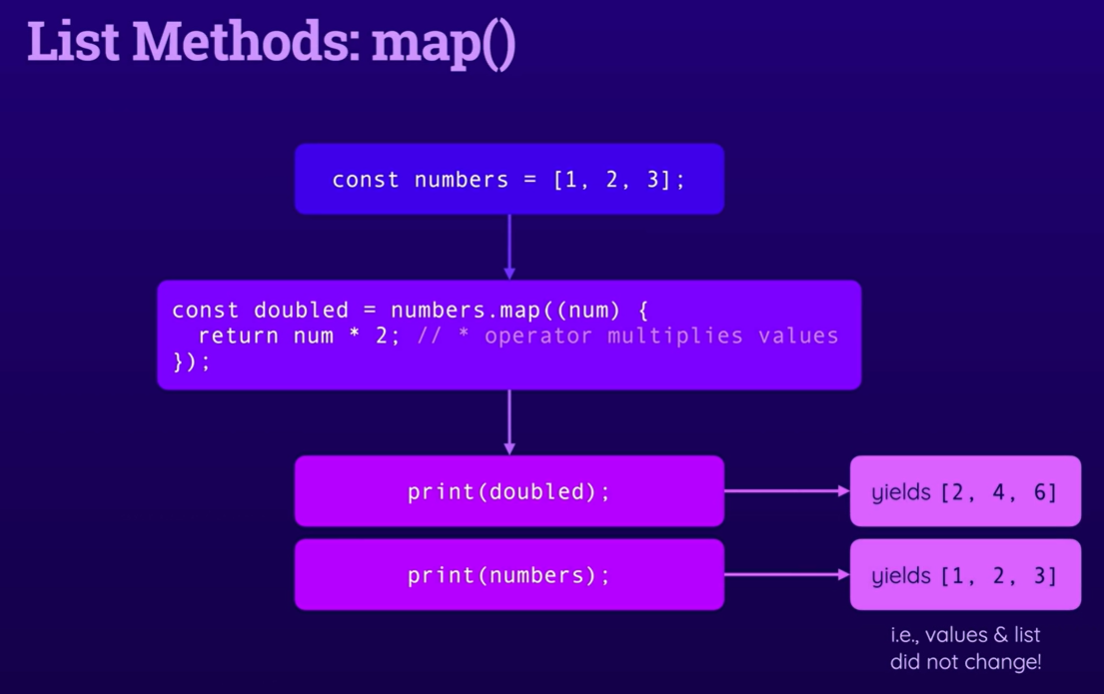 List Methods: map()
const numbers = [1, 2, 3];
const doubled = numbers.map((num) {
  return num * 2; // * operator multiplies values
});
print(doubled);
yields [2, 4, 6]
print(numbers);
yields [1, 2, 3]
i.e., values & list
did not change!